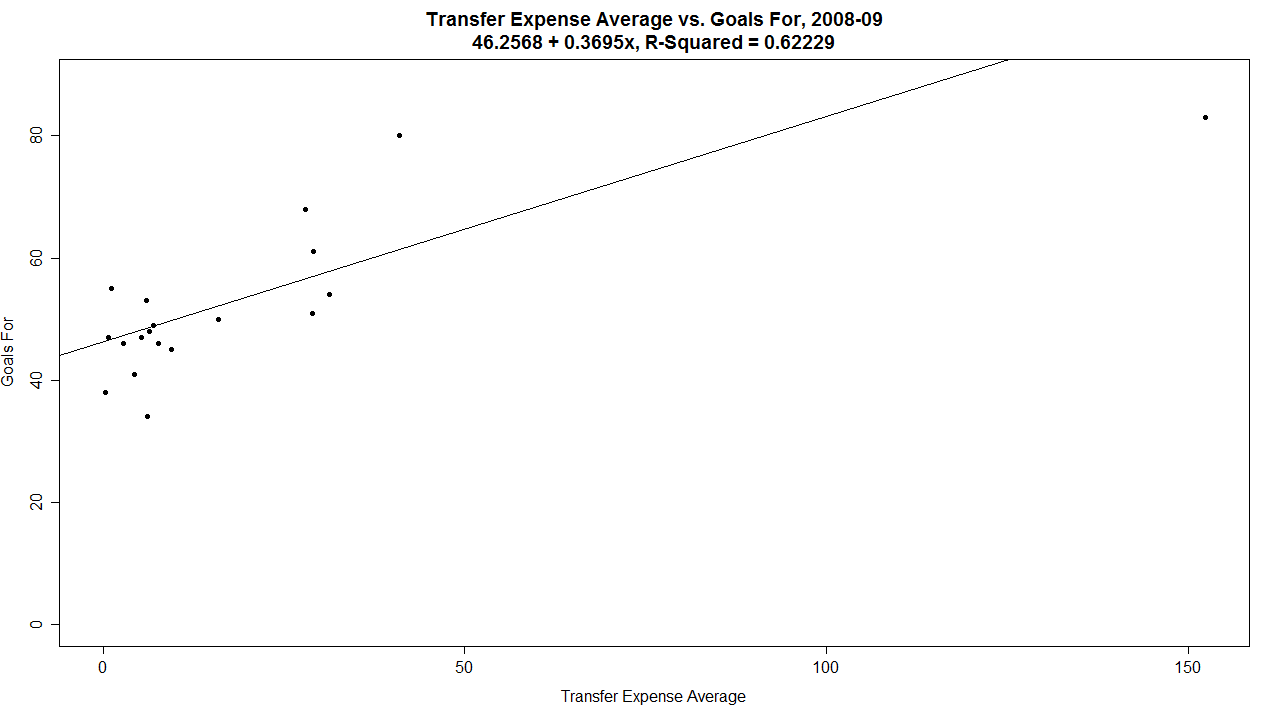 Transfer Expense Average vs. Goals For, 2008-09
46.2568 + 0.3695x, R-Squared = 0.62229
Goals For
80
60
40
20
0
0 50 100 150
Transfer Expense Average